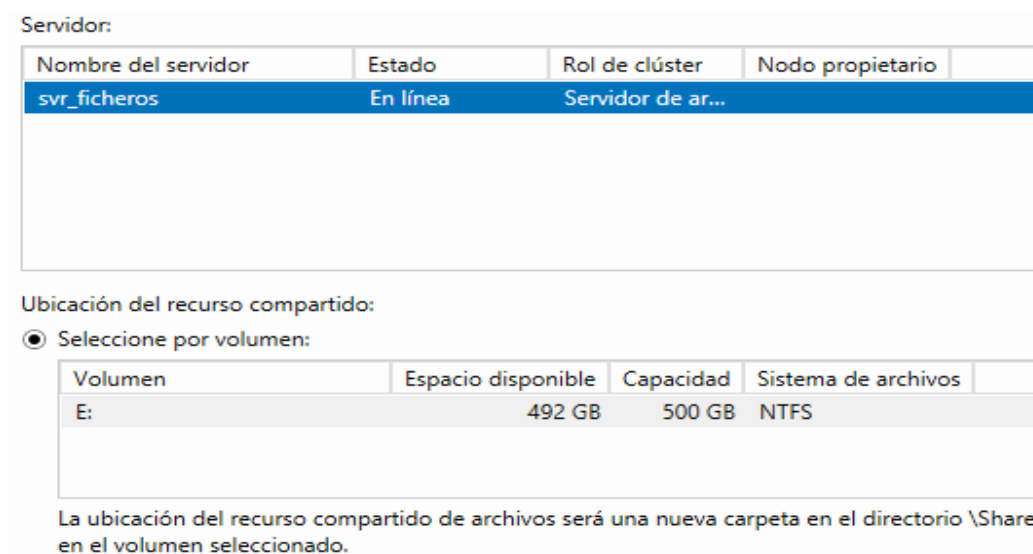 Servidor:
Nombre del servidor Estado Rol de clúster Nodo propietario
svr_ficheros En línea Servidor de ar...
Ubicación del recurso compartido:
Seleccione por volumen:
Volumen Espacio disponible Capacidad Sistema de archivos
E: 492 GB 500 GB NTFS
La ubicación del recurso compartido de archivos será una nueva carpeta en el directorio \Share
en el volumen seleccionado.